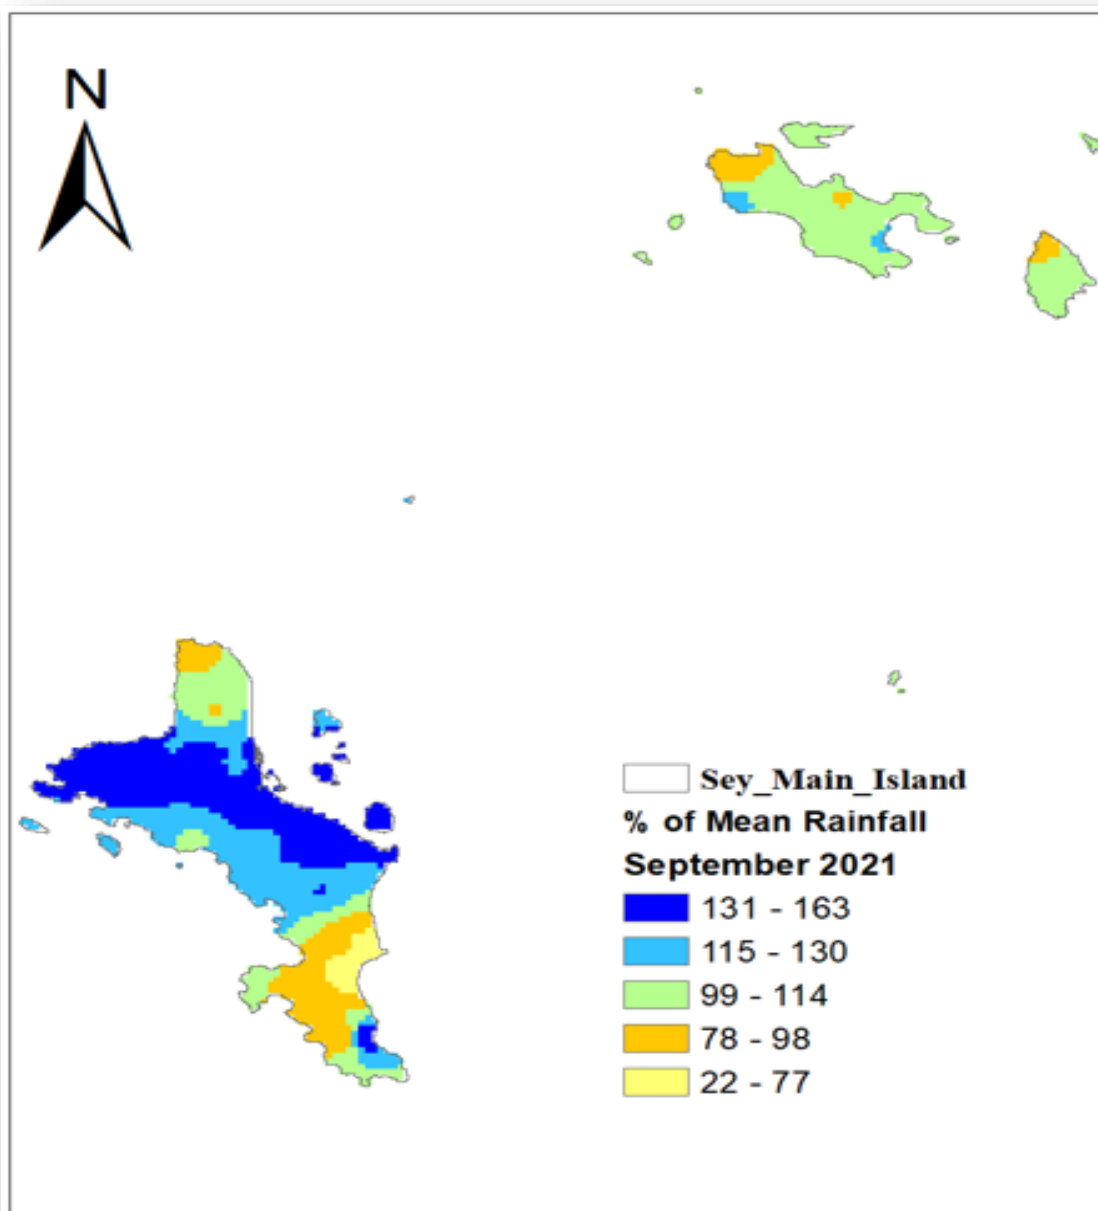 N
Sey_Main_Island
% of Mean Rainfall
September 2021
131 - 163
115 - 130
99 - 114
78 - 98
22 - 77